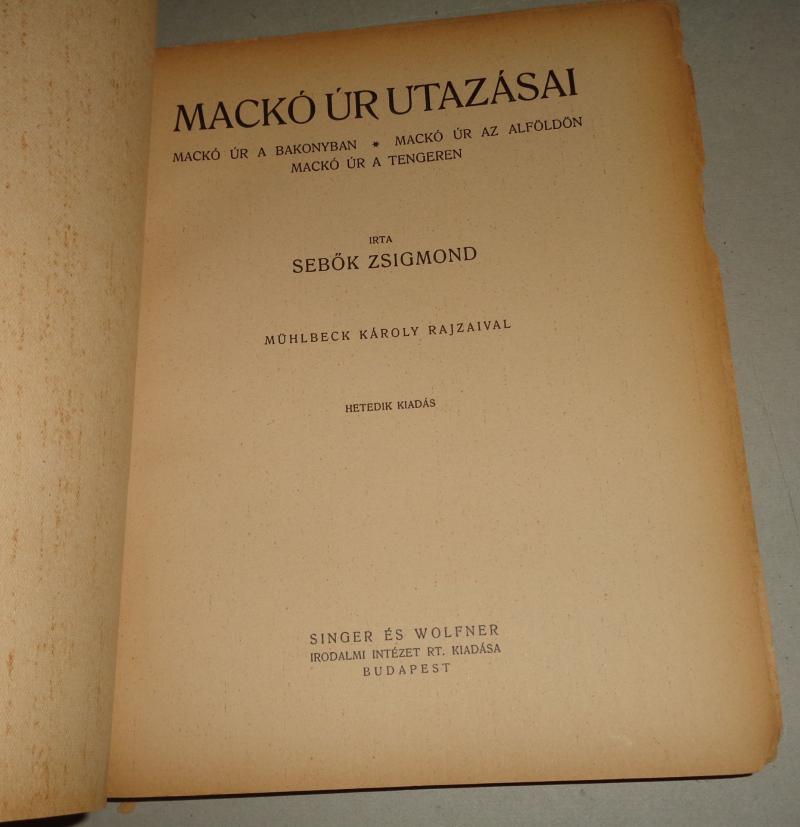 MACKÓ ÚR UTAZÁSAI
MACKÓ ÚR A BAKONYBAN * MACKÓ ÚR AZ ALFÖLDÖN
MACKÓ ÚR A TENGEREN
IRTA
SEBŐK ZSIGMOND
MÜHLBECK KÁROLY RAJZAIVAL
HETEDIK KIADÁS
SINGER ÉS WOLFNER
IRODALMI INTÉZET RT. KIADÁSA
BUDAPEST